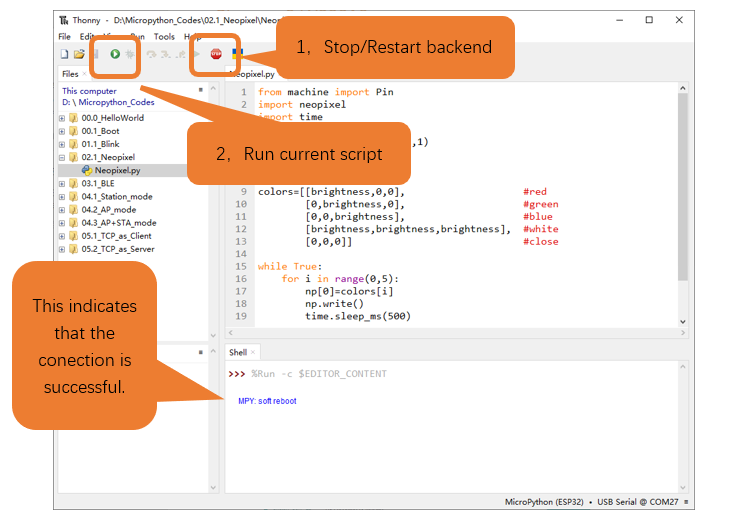 Thonny - D:\Micropython_Codes\02.1_Neopixel\Neo
File Edit View Run Tools Help
1, Stop/Restart backend
STOP
Files
Neopixel.py
This computer
D: \ Micropython_Codes
00.0_HelloWorld
00.1_Boot
01.1_Blink
02.1_Neopixel
Neopixel.py
03.1_BLE
04.1_Station_mode
04.2_AP_mode
04.3_AP+STA_mode
05.1_TCP_as_Client
05.2_TCP_as_Server
1 from machine import Pin
2 import neopixel
import time
,1)
2, Run current script
9 colors=[[brightness,0,0], #red
10 [0,brightness,0], #green
11 [0,0,brightness], #blue
12 [brightness,brightness,brightness], #white
13 [0,0,0]] #close
14
15 while True:
16 for i in range(0,5):
17 np[0]=colors[i]
18 np.write()
19 time.sleep_ms(500)
This indicates
that the
conection is
successful.
Shell
>>> %Run -c $EDITOR_CONTENT
MPY: soft reboot
MicroPython (ESP32) • USB Serial @ COM27 ≡